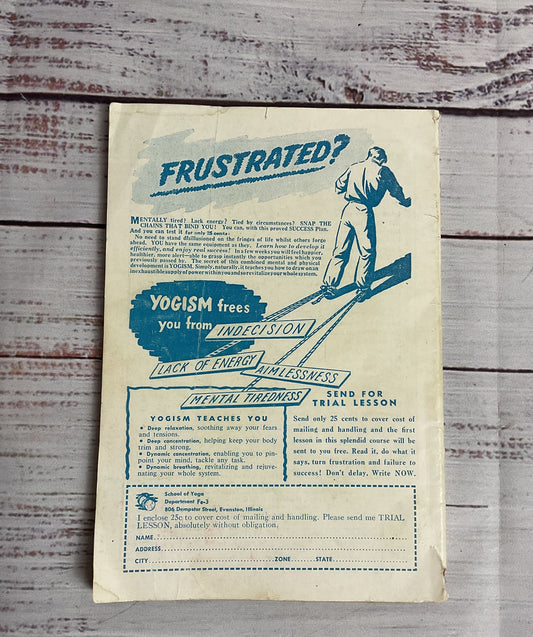 FRUSTRATED?
MENTALLY tired? Lack energy? Tied by circumstances? SNAP THE
CHAINS THAT BIND YOU! You can, with this proved SUCCESS Plan.
And you can test it for only 25 cents!
No need to stand disillusioned on the fringes of life whilst others forge
ahead. YOU have the same equipment as they. Learn how to develop it
efficiently, and enjoy real success! In a few weeks you will feel happier,
healthier, more alert—able to grasp instantly the opportunities which you
previously passed by. The secret of this combined mental and physical
development is YOGISM. Simply, naturally, it teaches you how to draw on an
inexhaustible supply of power within you and so revitalize your whole system.
YOGISM frees
you from
INDECISION
LACK OF ENERGY
AIMLESSNESS
MENTAL TIREDNESS
YOGISM TEACHES YOU
• Deep relaxation, soothing away your fears
and tensions.
• Deep concentration, helping keep your body
trim and strong.
• Dynamic concentration, enabling you to pin-
point your mind, tackle any task.
• Dynamic breathing, revitalizing and rejuve-
nating your whole system.
SEND FOR
TRIAL LESSON
Send only 25 cents to cover cost of
mailing and handling and the first
lesson in this splendid course will be
sent to you free. Read it, do what it
says, turn frustration and failure to
success! Don't delay. Write NOW.
School of Yoga
Department Fe-3
806 Dempster Street, Evanston, Illinois
I enclose 25c to cover cost of mailing and handling. Please send me TRIAL
LESSON, absolutely without obligation.
NAME
ADDRESS
CITY ZONE STATE